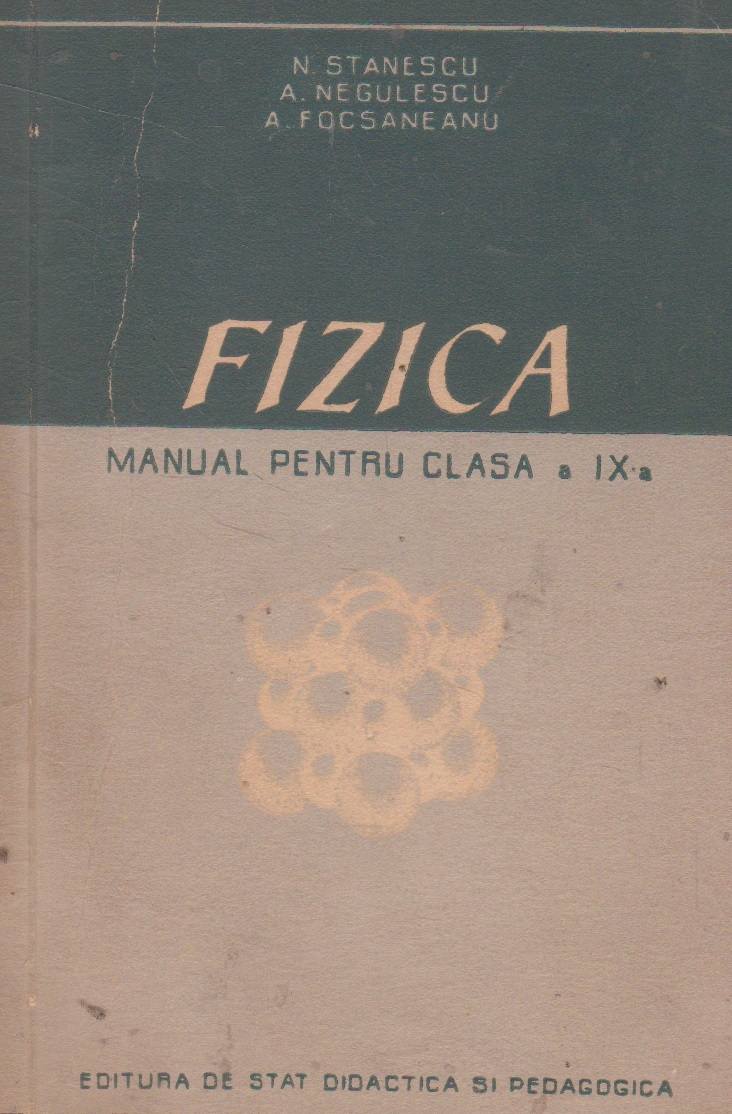 N. STANESCU
A. NEGULESCU
A. FOCSANEANU
FIZICA
MANUAL PENTRU CLASA a IX-a
EDITURA DE STAT DIDACTICA SI PEDAGOGICA